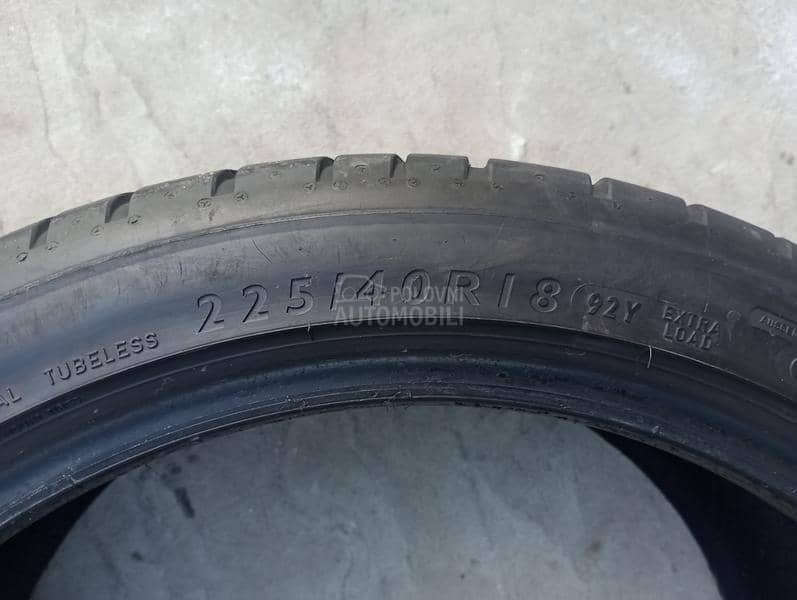 225/40R18 (92Y EXTRA
LOAD
TUBELESS
POLOVNI
AUTOMOBILI